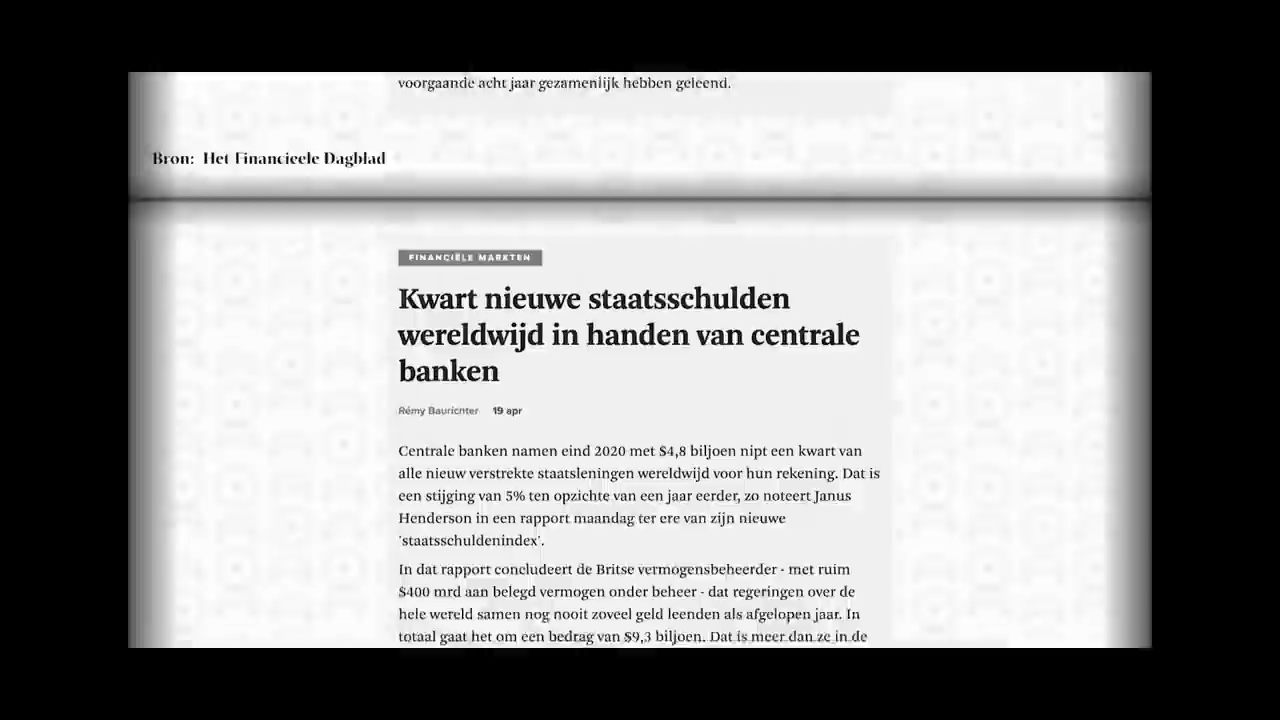 voorgaande acht jaar gezamenlijk hebben geleend.
Bron: Het Financieele Dagblad
FINANCIËLE MARKTEN
Kwart nieuwe staatsschulden
wereldwijd in handen van centrale
banken
Rémy Baurichter 19 apr
Centrale banken namen eind 2020 met $4,8 biljoen nipt een kwart van
alle nieuw verstrekte staatsleningen wereldwijd voor hun rekening. Dat is
een stijging van 5% ten opzichte van een jaar eerder, zo noteert Janus
Henderson in een rapport maandag ter ere van zijn nieuwe
'staatsschuldenindex'.
In dat rapport concludeert de Britse vermogensbeheerder - met ruim
$400 mrd aan belegd vermogen onder beheer - dat regeringen over de
hele wereld samen nog nooit zoveel geld leenden als afgelopen jaar. In
totaal gaat het om een bedrag van $9,3 biljoen. Dat is meer dan ze in de